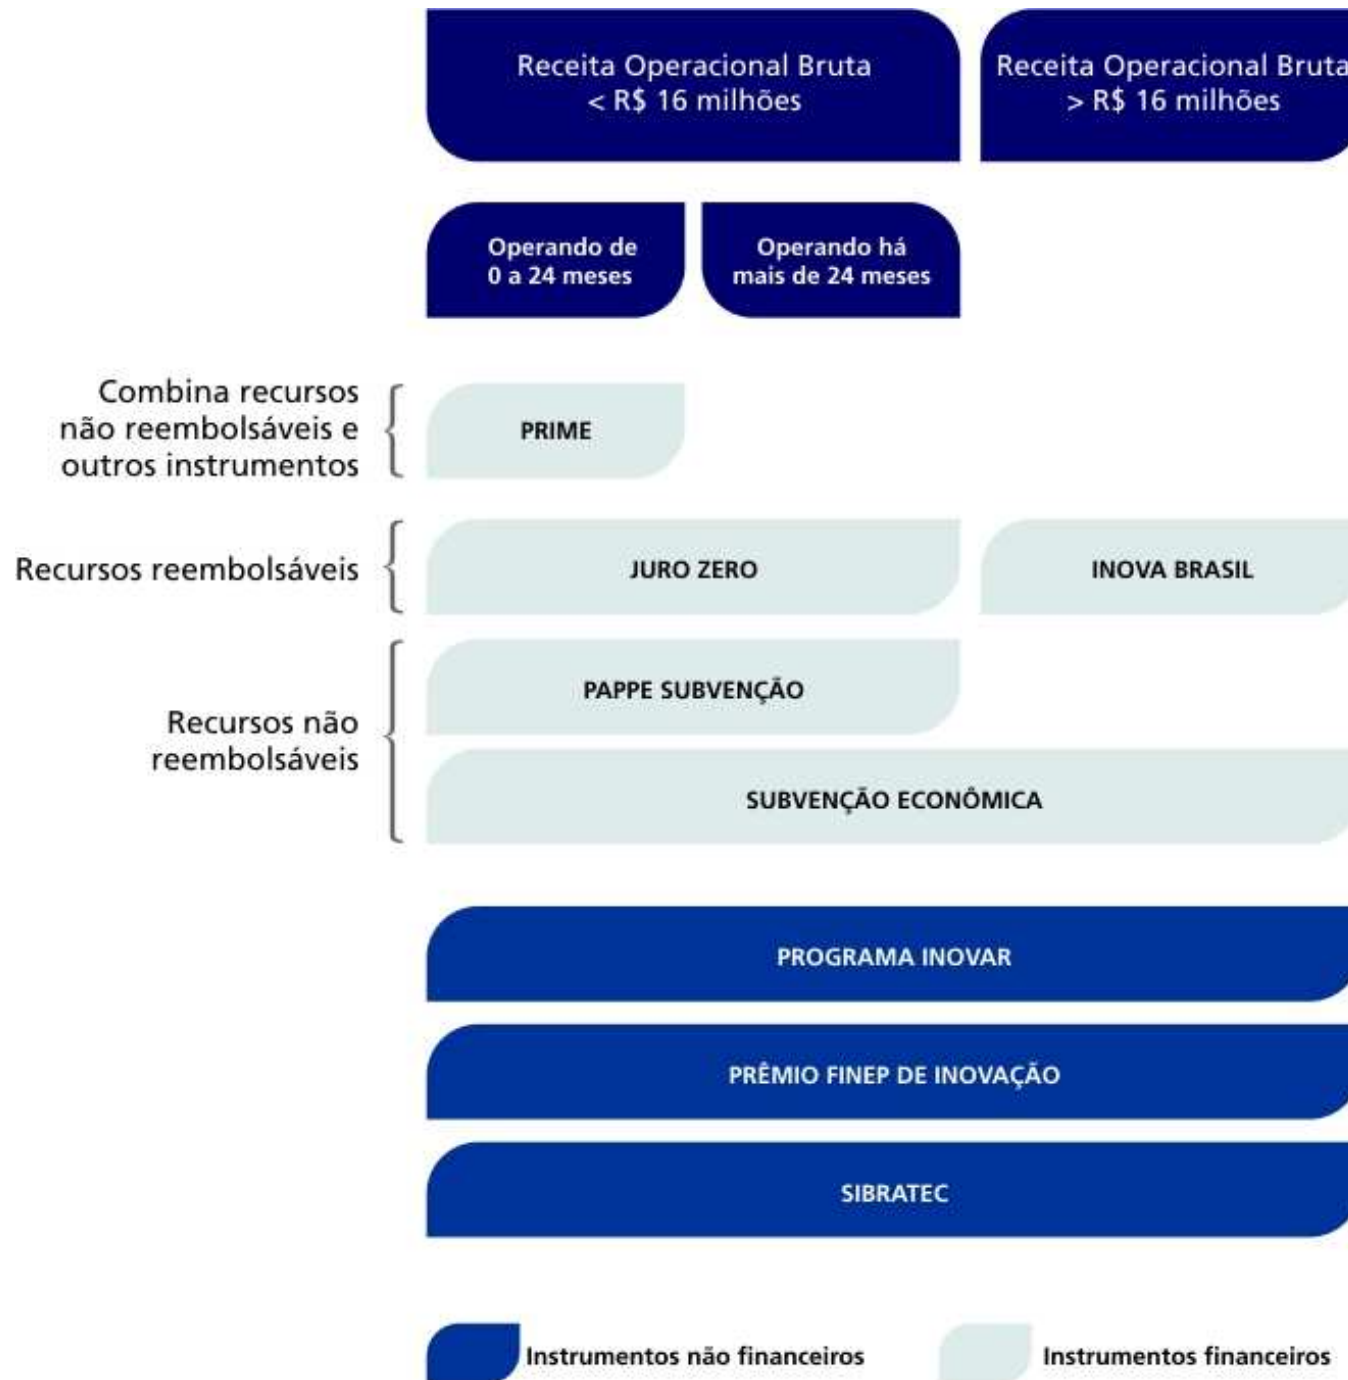 Receita Operacional Bruta
< R$ 16 milhões
Receita Operacional Bruta
> R$ 16 milhões
Operando de
0 a 24 meses
Operando há
mais de 24 meses
Combina recursos
não reembolsáveis e
outros instrumentos
PRIME
Recursos reembolsáveis
JURO ZERO
INOVA BRASIL
Recursos não
reembolsáveis
PAPPE SUBVENÇÃO
SUBVENÇÃO ECONÔMICA
PROGRAMA INOVAR
PRÊMIO FINEP DE INOVAÇÃO
SIBRATEC
Instrumentos não financeiros
Instrumentos financeiros